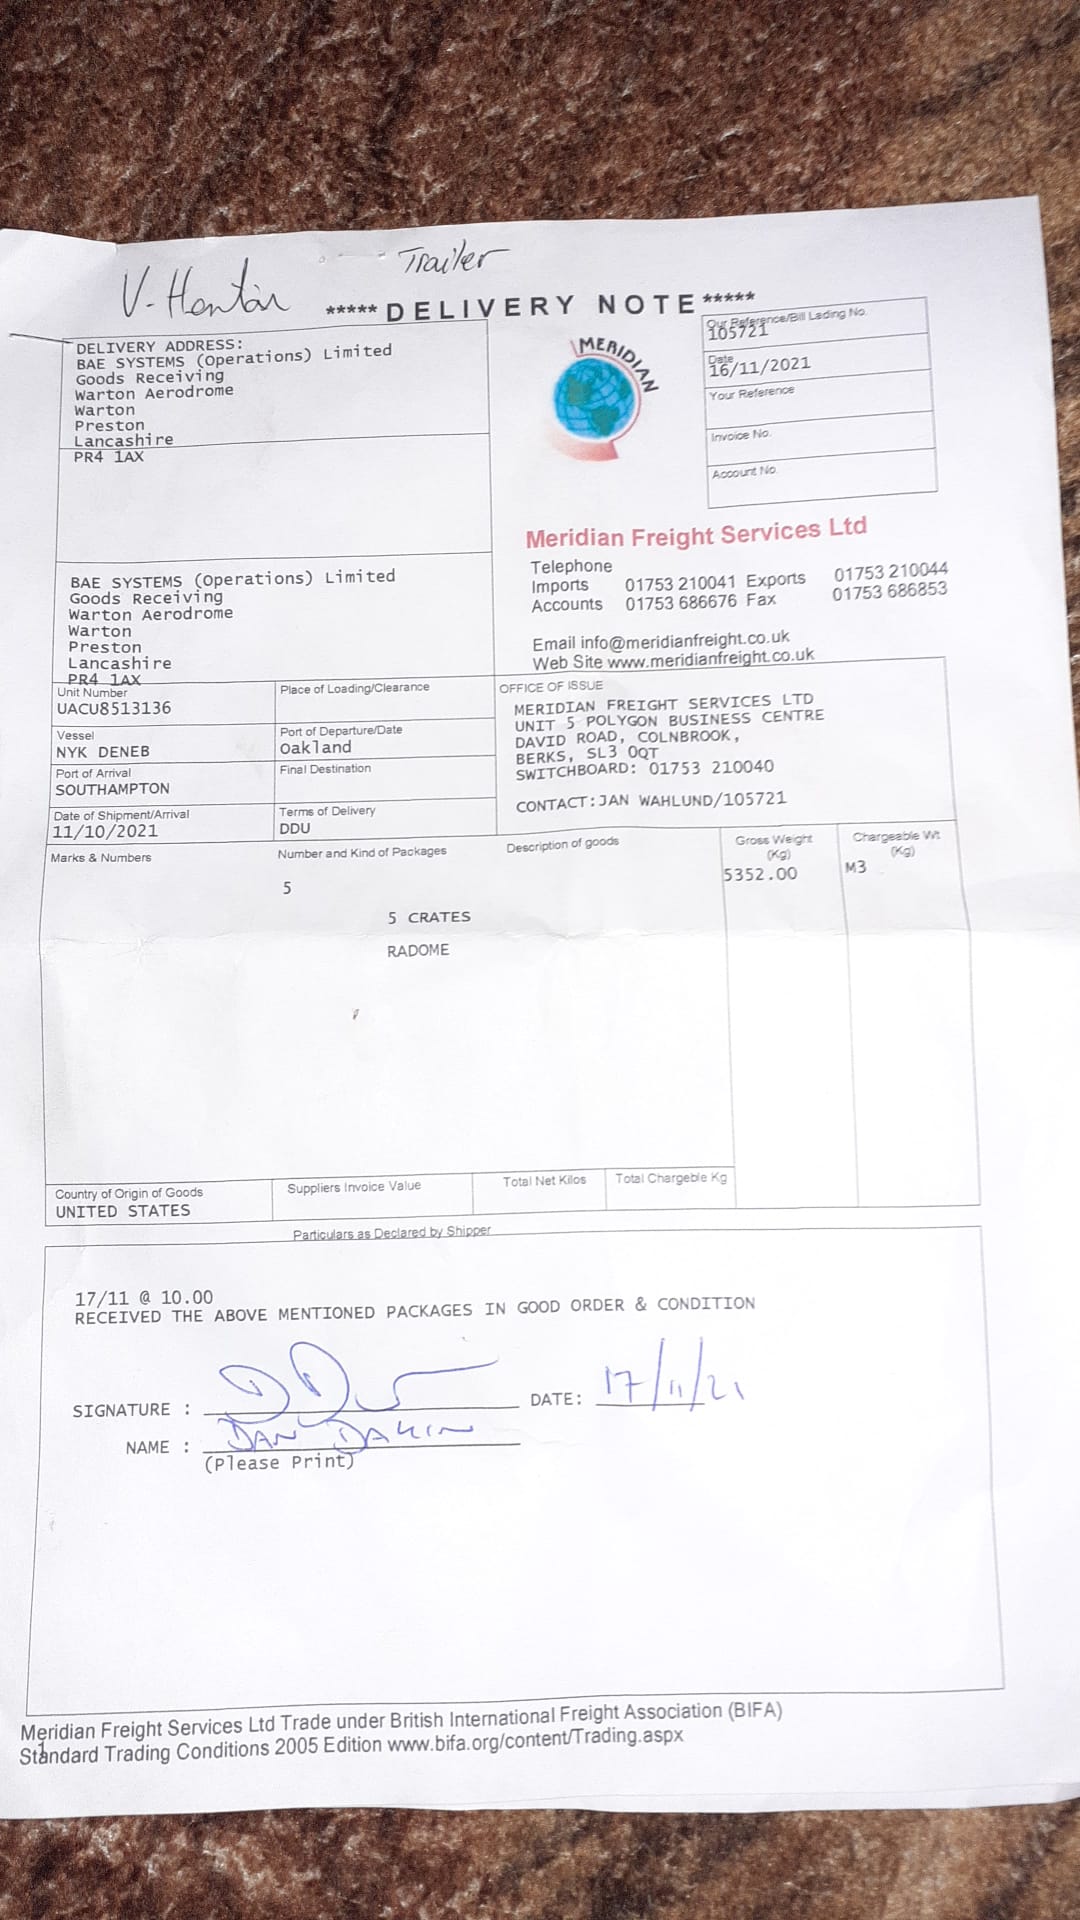 Trailer
V. Hentan
***** DELIVERY NOTE *****
DELIVERY ADDRESS:
BAE SYSTEMS (Operations) Limited
Goods Receiving
Warton Aerodrome
Warton
Preston
Lancashire
PR4 1AX
MERIDIAN
Our Reference/Bill Lading No.
105721
Date
16/11/2021
Your Reference
Invoice No.
Account No.
Meridian Freight Services Ltd
Telephone
Imports 01753 210041 Exports 01753 210044
Accounts 01753 686676 Fax 01753 686853
Email info@meridianfreight.co.uk
Web Site www.meridianfreight.co.uk
BAE SYSTEMS (Operations) Limited
Goods Receiving
Warton Aerodrome
Warton
Preston
Lancashire
PR4 1AX
Unit Number
UACU8513136
Place of Loading/Clearance
Vessel
NYK DENEB
Port of Departure/Date
Oakland
Port of Arrival
SOUTHAMPTON
Final Destination
Date of Shipment/Arrival
11/10/2021
Terms of Delivery
DDU
OFFICE OF ISSUE
MERIDIAN FREIGHT SERVICES LTD
UNIT 5 POLYGON BUSINESS CENTRE
DAVID ROAD, COLNBROOK,
BERKS, SL3 0QT
SWITCHBOARD: 01753 210040
CONTACT:JAN WAHLUND/105721
Marks & Numbers
Number and Kind of Packages
Description of goods
Gross Weight
(Kg)
Chargeable Wt
(Kg)
5352.00
M3
5
5 CRATES
RADOME
Country of Origin of Goods
UNITED STATES
Suppliers Invoice Value
Total Net Kilos
Total Chargeble Kg
Particulars as Declared by Shipper
17/11 @ 10.00
RECEIVED THE ABOVE MENTIONED PACKAGES IN GOOD ORDER & CONDITION
SIGNATURE :
DATE: 17/11/21
NAME : DAN DAKIN
(Please Print)
Meridian Freight Services Ltd Trade under British International Freight Association (BIFA)
Standard Trading Conditions 2005 Edition www.bifa.org/content/Trading.aspx
1